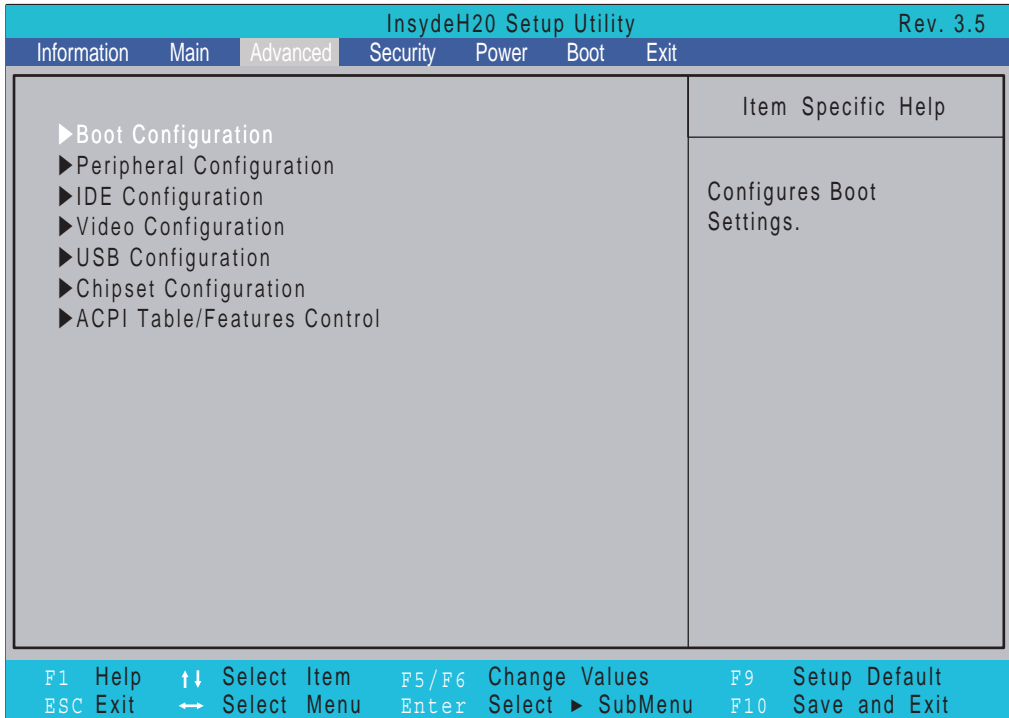 InsydeH20 Setup Utility Rev. 3.5
Information Main Advanced Security Power Boot Exit
Item Specific Help
▶Boot Configuration
▶Peripheral Configuration
▶IDE Configuration
▶Video Configuration
▶USB Configuration
▶Chipset Configuration
▶ACPI Table/Features Control
Configures Boot
Settings.
F1 Help ↑↓ Select Item F5/F6 Change Values F9 Setup Default
ESC Exit ↔ Select Menu Enter Select ▶ SubMenu F10 Save and Exit